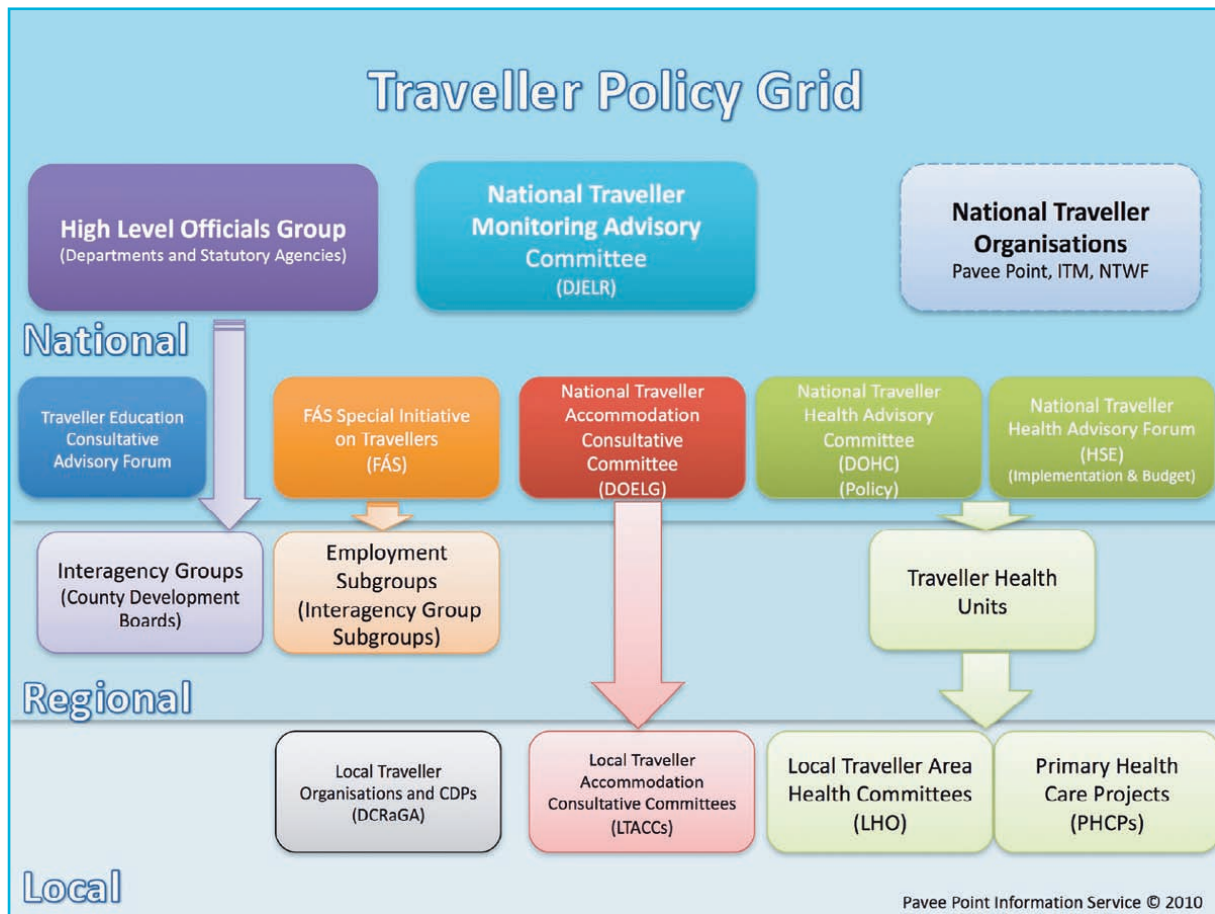 Traveller Policy Grid
High Level Officials Group
(Departments and Statutory Agencies)
National Traveller
Monitoring Advisory
Committee
(DJELR)
National Traveller
Organisations
Pavee Point, ITM, NTWF
National
Traveller Education
Consultative
Advisory Forum
FÁS Special Initiative
on Travellers
(FÁS)
National Traveller
Accommodation
Consultative
Committee
(DOELG)
National Traveller
Health Advisory
Committee
(DOHC)
(Policy)
National Traveller
Health Advisory Forum
(HSE)
(Implementation & Budget)
Interagency Groups
(County Development
Boards)
Employment
Subgroups
(Interagency Group
Subgroups)
Traveller Health
Units
Regional
Local Traveller
Organisations and CDPs
(DCRaGA)
Local Traveller
Accommodation
Consultative Committees
(LTACCs)
Local Traveller Area
Health Committees
(LHO)
Primary Health
Care Projects
(PHCPs)
Local
Pavee Point Information Service © 2010